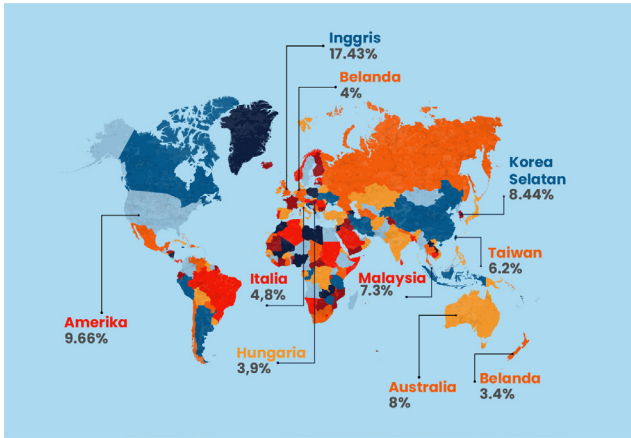 Inggris
17.43%
Belanda
4%
Korea
Selatan
8.44%
Taiwan
6.2%
Italia
4,8%
Malaysia
7.3%
Amerika
9.66%
Hungaria
3,9%
Australia
8%
Belanda
3.4%